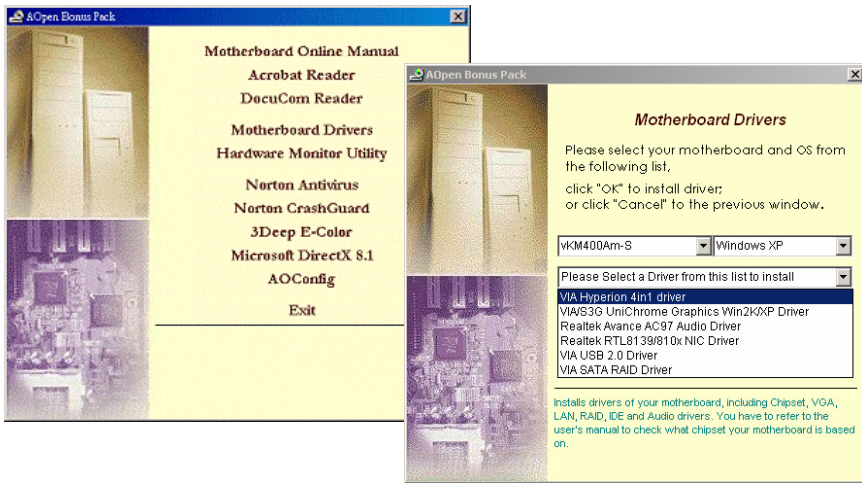 AOpen Bonus Pack
Motherboard Online Manual
Acrobat Reader
DocuCom Reader
Motherboard Drivers
Hardware Monitor Utility
Norton Antivirus
Norton CrashGuard
3Deep E-Color
Microsoft DirectX 8.1
AOConfig
Exit
AOpen Bonus Pack
Motherboard Drivers
Please select your motherboard and OS from
the following list,
click "OK" to install driver;
or click "Cancel" to the previous window.
vKM400Am-S Windows XP
Please Select a Driver from this list to install
VIA Hyperion 4in1 driver
VIA/S3G UniChrome Graphics Win2K/XP Driver
Realtek Avance AC97 Audio Driver
Realtek RTL8139/810x NIC Driver
VIA USB 2.0 Driver
VIA SATA RAID Driver
Installs drivers of your motherboard, including Chipset, VGA,
LAN, RAID, IDE and Audio drivers. You have to refer to the
user's manual to check what chipset your motherboard is based
on.